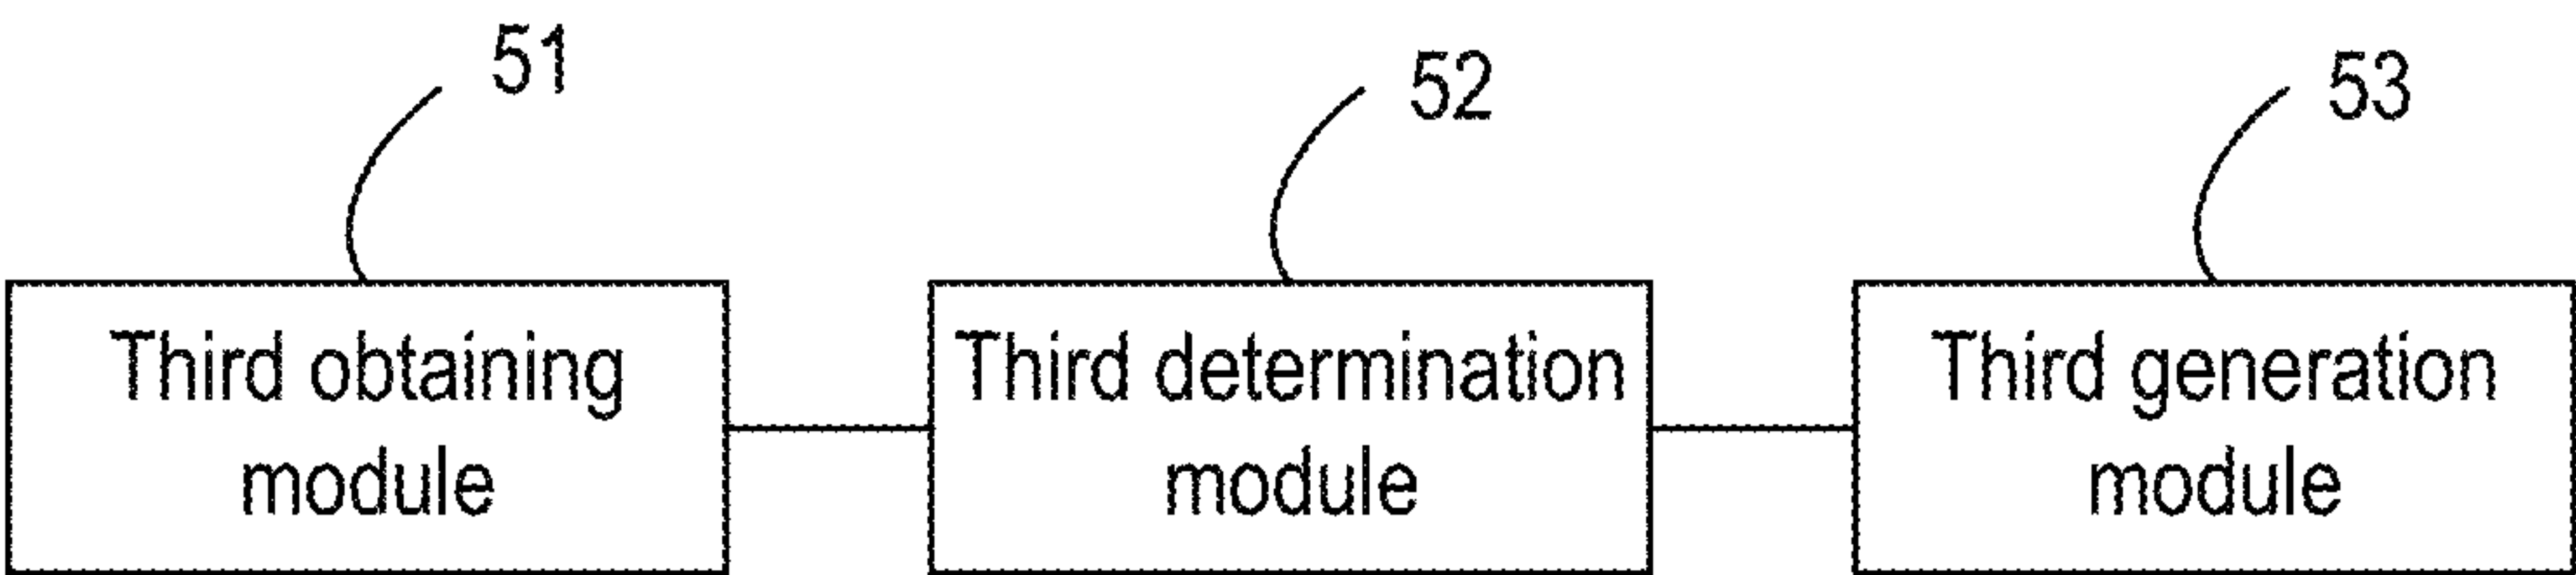 51
52
53
Third obtaining
module
Third determination
module
Third generation
module